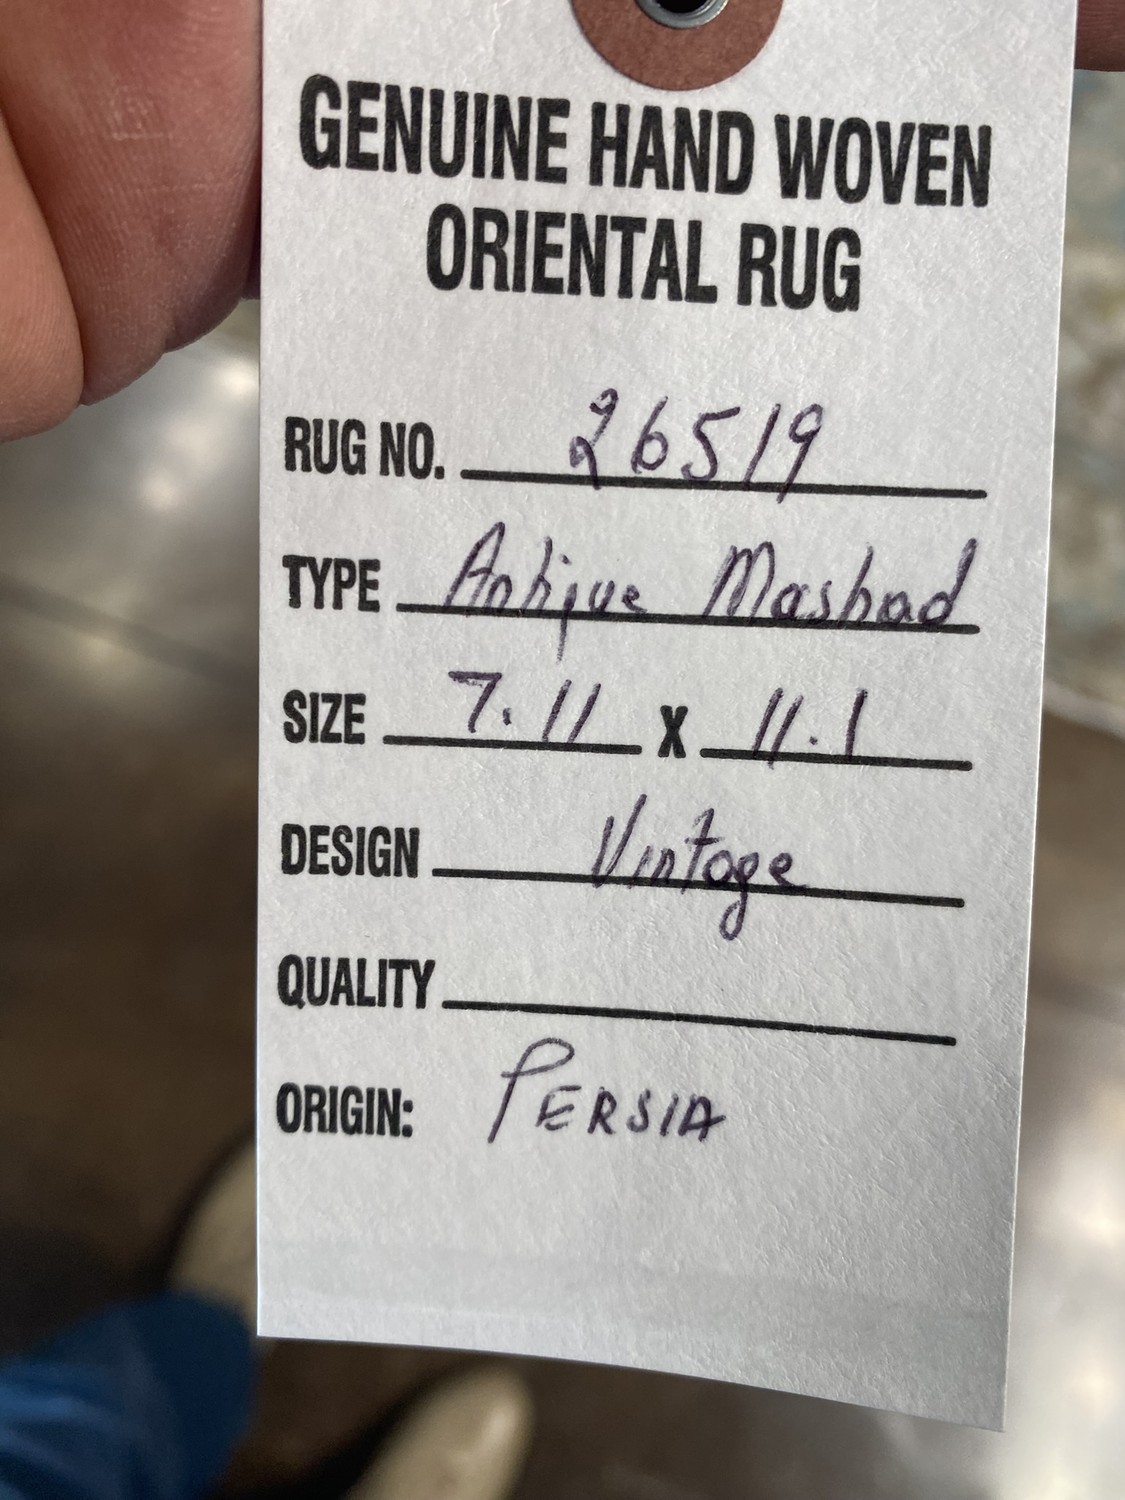 GENUINE HAND WOVEN
ORIENTAL RUG
RUG NO. 26519
TYPE Antique Mashad
SIZE 7.11 X 11.1
DESIGN Vintage
QUALITY
ORIGIN: PERSIA